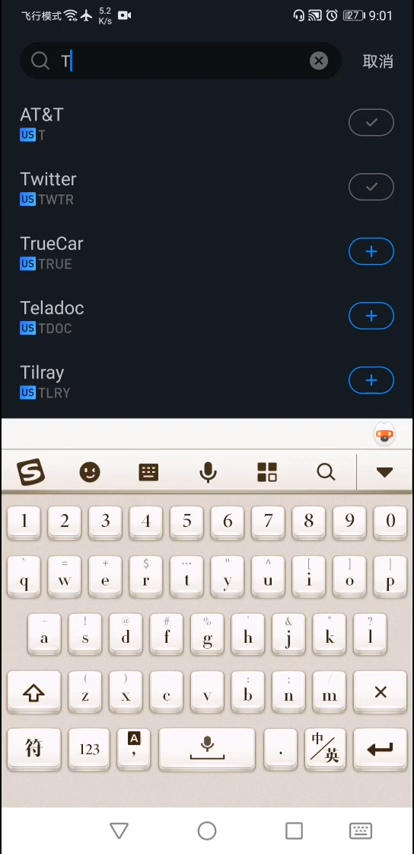 飞行模式 5.2 K/s 27 9:01
T 取消
AT&T
US T
Twitter
US TWTR
TrueCar
US TRUE
Teladoc
US TDOC
Tilray
US TLRY
S
1 2 3 4 5 6 7 8 9 0
` = + $ … " ^ [ ] |
q w e r t y u i o p
- ! @ # % ' & * ?
a s d f g h j k l
( ) : ; /
z x c v b n m
符 123 A , . 中/英